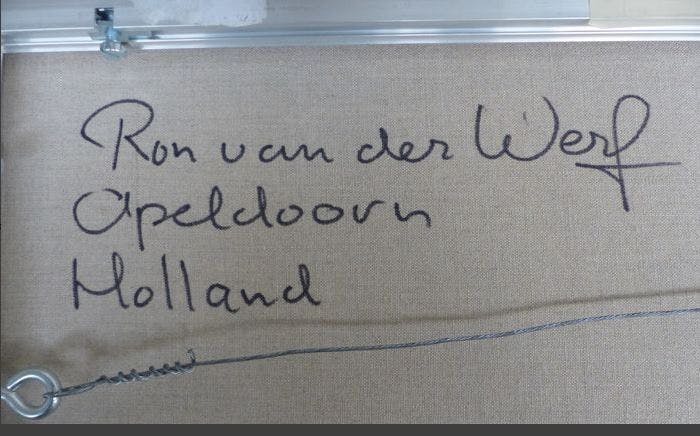 Ron van der Werf
Apeldoorn
Holland